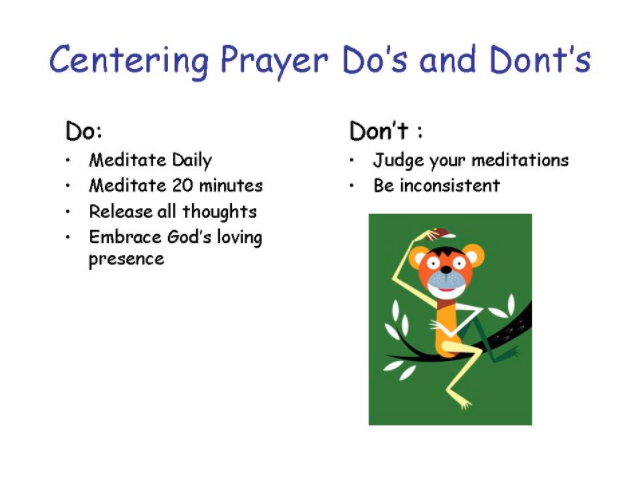 Centering Prayer Do's and Dont's
Do:
• Meditate Daily
• Meditate 20 minutes
• Release all thoughts
• Embrace God's loving
presence
Don't :
• Judge your meditations
• Be inconsistent